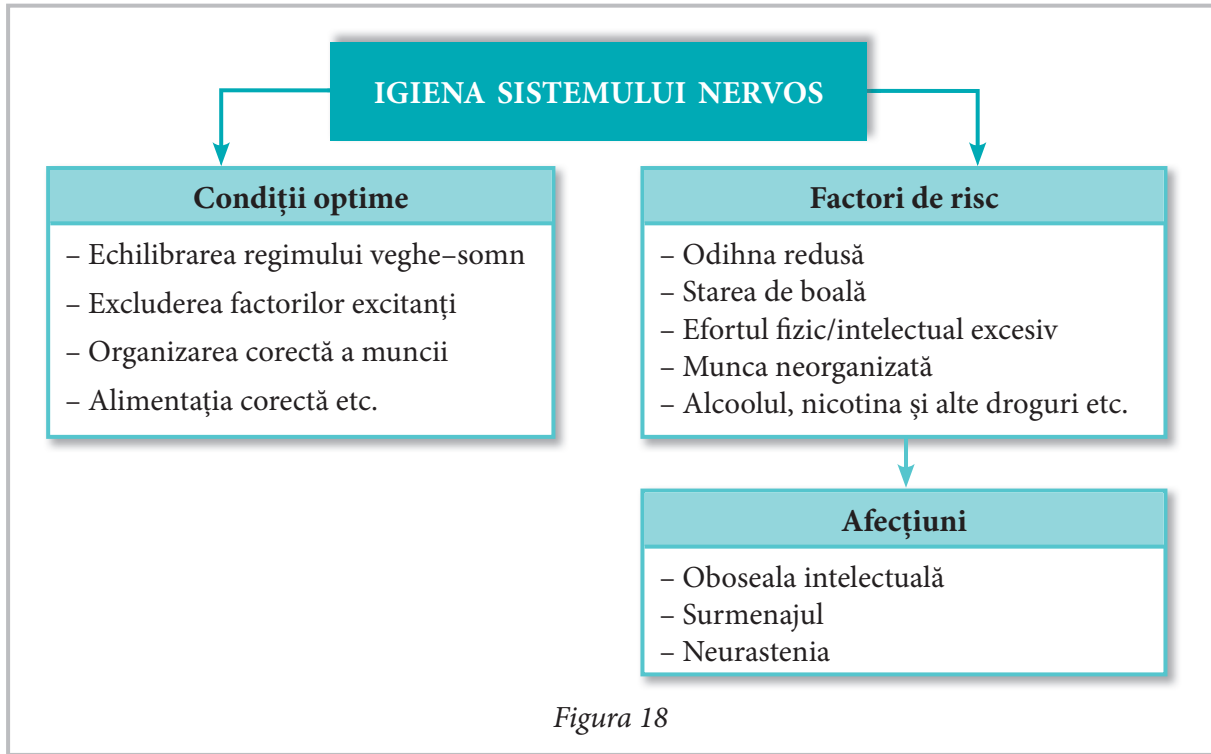 IGIENA SISTEMULUI NERVOS
Condiții optime
– Echilibrarea regimului veghe–somn
– Excluderea factorilor excitanți
– Organizarea corectă a muncii
– Alimentația corectă etc.
Factori de risc
– Odihna redusă
– Starea de boală
– Efortul fizic/intelectual excesiv
– Munca neorganizată
– Alcoolul, nicotina și alte droguri etc.
Afecțiuni
– Oboseala intelectuală
– Surmenajul
– Neurastenia
Figura 18